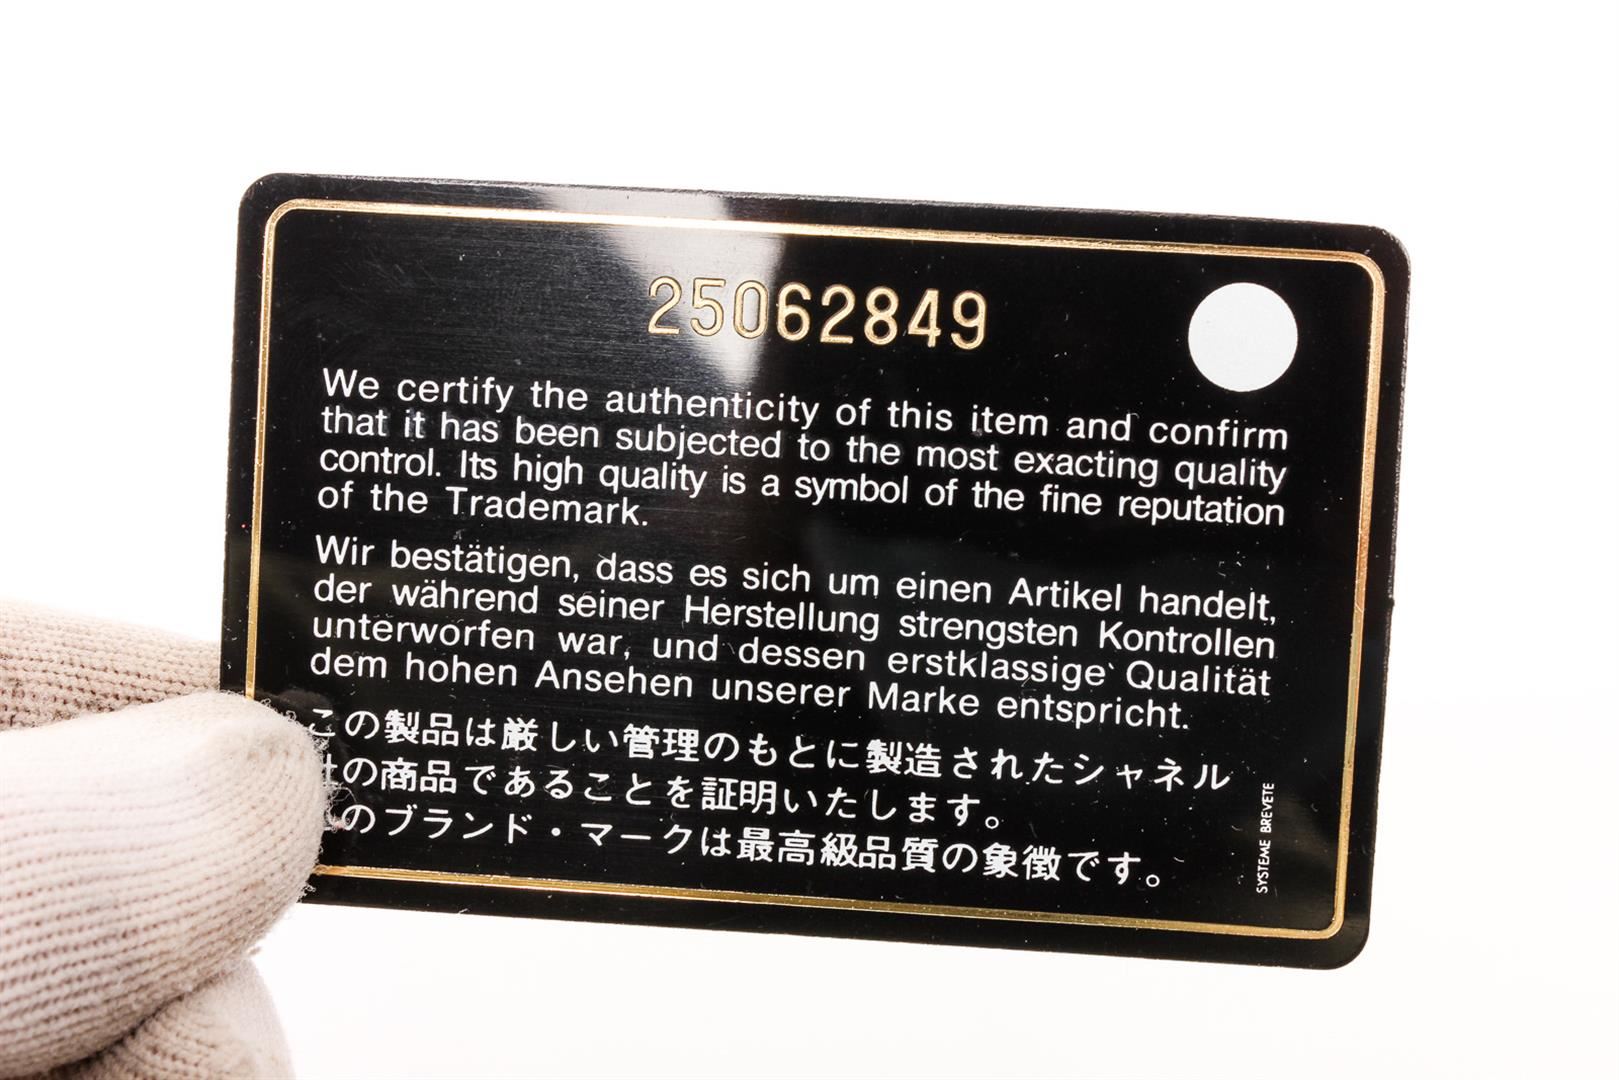 25062849
We certify the authenticity of this item and confirm
that it has been subjected to the most exacting quality
control. Its high quality is a symbol of the fine reputation
of the Trademark.
Wir bestätigen, dass es sich um einen Artikel handelt,
der während seiner Herstellung strengsten Kontrollen
unterworfen war, und dessen erstklassige Qualität
dem hohen Ansehen unserer Marke entspricht.
この製品は厳しい管理のもとに製造されたシャネル
の商品であることを証明いたします。
のブランド・マークは最高級品質の象徴です。
SYSTEME BREVETE